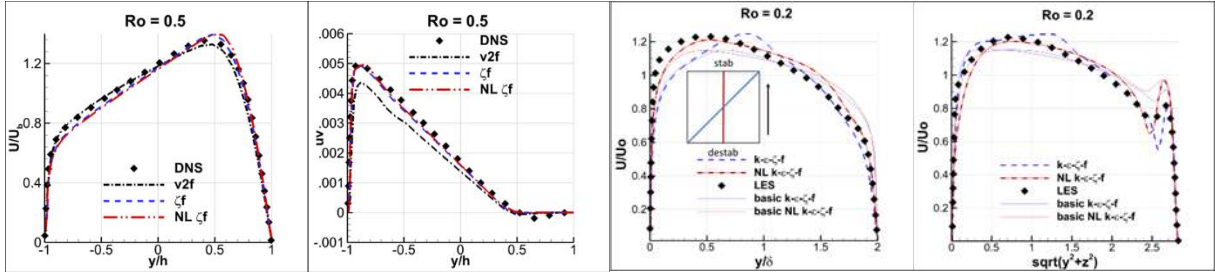 Ro = 0.5
1.2
0.8
0.4
0
U/U_b
DNS
v2f
ζf
NL ζf
-1
-0.5
0
0.5
1
y/h
Ro = 0.5
.006
.005
.004
.003
.002
.001
0
-.001
uv
DNS
v2f
ζf
NL ζf
-1
-0.5
0
0.5
1
y/h
Ro = 0.2
1.2
1
0.8
0.6
0.4
0.2
U/Uo
stab
destab
k-ε-ζ-f
NL k-ε-ζ-f
LES
basic k-ε-ζ-f
basic NL k-ε-ζ-f
0
0.5
1
1.5
2
y/δ
Ro = 0.2
1.2
1
0.8
0.6
0.4
0.2
U/Uo
k-ε-ζ-f
NL k-ε-ζ-f
LES
basic k-ε-ζ-f
basic NL k-ε-ζ-f
0
0.5
1
1.5
2
2.5
sqrt(y²+z²)